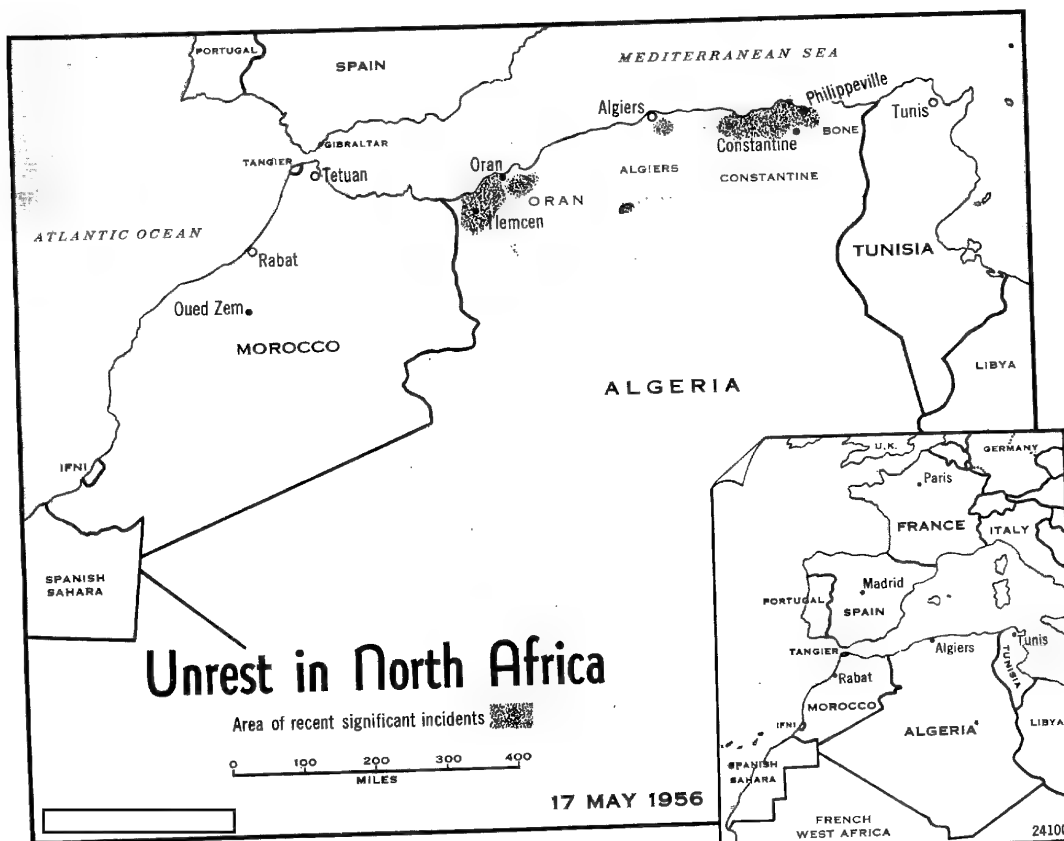 PORTUGAL
SPAIN
MEDITERRANEAN SEA
GIBRALTAR
TANGIER
Tetuan
Algiers
Philippeville
Tunis
Constantine
BONE
Oran
ALGIERS
CONSTANTINE
ORAN
Tlemcen
ATLANTIC OCEAN
Rabat
TUNISIA
Oued Zem
MOROCCO
ALGERIA
LIBYA
IFNI
SPANISH
SAHARA
Unrest in North Africa
Area of recent significant incidents
0 100 200 300 400
MILES
17 MAY 1956
U.K.
GERMANY
Paris
FRANCE
ITALY
Madrid
PORTUGAL
SPAIN
TANGIER
Algiers
Tunis
TUNISIA
Rabat
MOROCCO
IFNI
ALGERIA
LIBYA
SPANISH
SAHARA
FRENCH
WEST AFRICA
24100